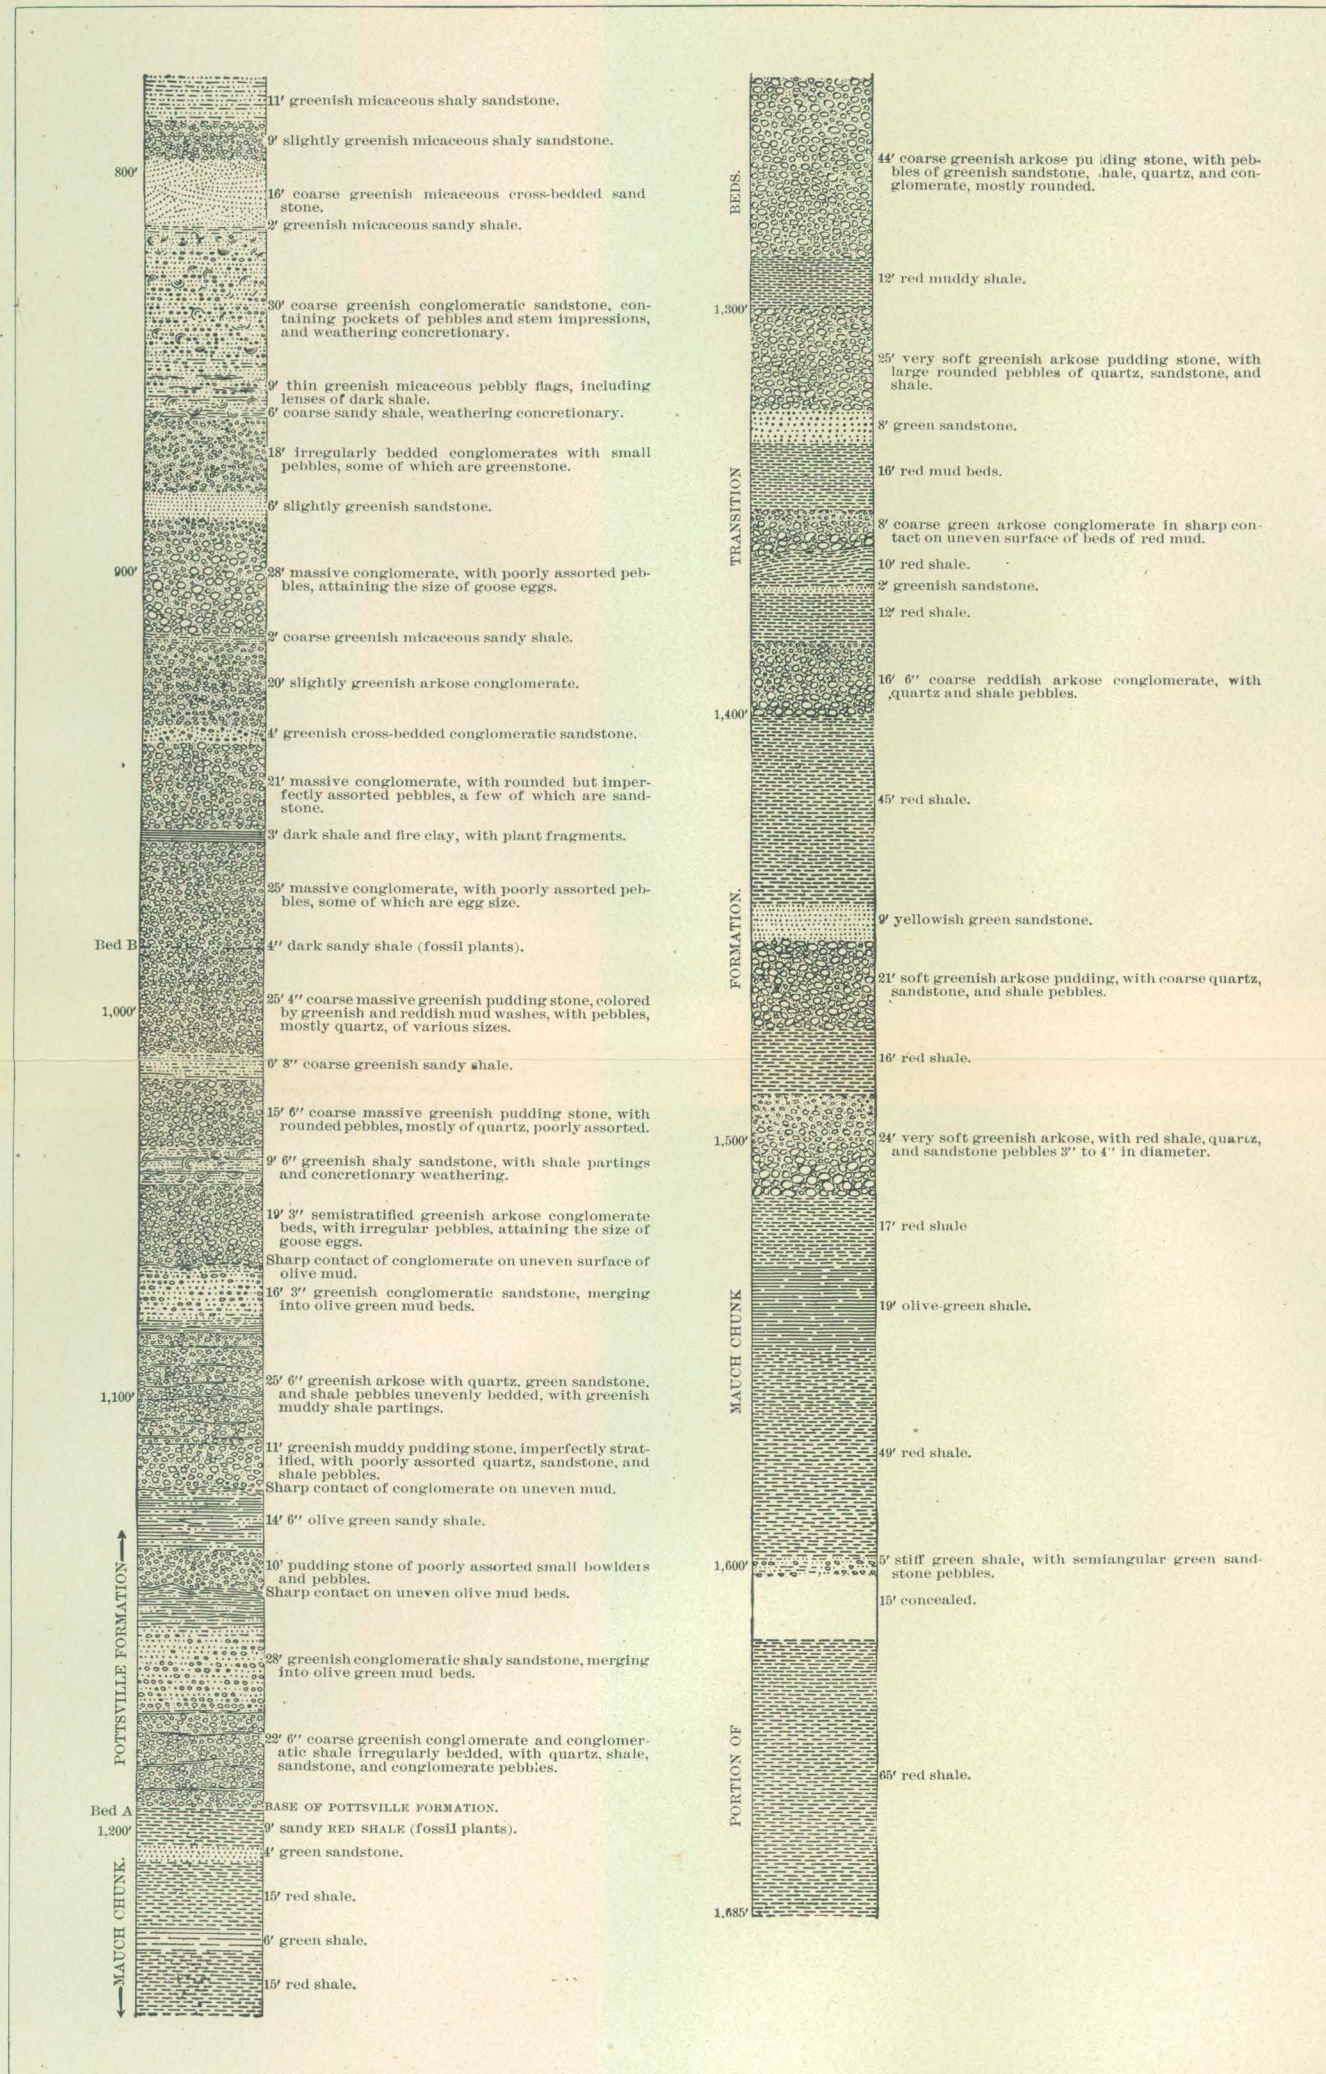 11′ greenish micaceous shaly sandstone.
9′ slightly greenish micaceous shaly sandstone.
800′
16′ coarse greenish micaceous cross-bedded sand
stone.
2′ greenish micaceous sandy shale.
30′ coarse greenish conglomeratic sandstone, con-
taining pockets of pebbles and stem impressions,
and weathering concretionary.
9′ thin greenish micaceous pebbly flags, including
lenses of dark shale.
6′ coarse sandy shale, weathering concretionary.
18′ irregularly bedded conglomerates with small
pebbles, some of which are greenstone.
6′ slightly greenish sandstone.
900′
28′ massive conglomerate, with poorly assorted peb-
bles, attaining the size of goose eggs.
2′ coarse greenish micaceous sandy shale.
20′ slightly greenish arkose conglomerate.
4′ greenish cross-bedded conglomeratic sandstone.
21′ massive conglomerate, with rounded but imper-
fectly assorted pebbles, a few of which are sand-
stone.
3′ dark shale and fire clay, with plant fragments.
25′ massive conglomerate, with poorly assorted peb-
bles, some of which are egg size.
Bed B
4″ dark sandy shale (fossil plants).
1,000′
25′ 4″ coarse massive greenish pudding stone, colored
by greenish and reddish mud washes, with pebbles,
mostly quartz, of various sizes.
6′ 8″ coarse greenish sandy shale.
15′ 6″ coarse massive greenish pudding stone, with
rounded pebbles, mostly of quartz, poorly assorted.
9′ 6″ greenish shaly sandstone, with shale partings
and concretionary weathering.
19′ 3″ semistratified greenish arkose conglomerate
beds, with irregular pebbles, attaining the size of
goose eggs.
Sharp contact of conglomerate on uneven surface of
olive mud.
16′ 3″ greenish conglomeratic sandstone, merging
into olive green mud beds.
1,100′
25′ 6″ greenish arkose with quartz, green sandstone,
and shale pebbles unevenly bedded, with greenish
muddy shale partings.
11′ greenish muddy pudding stone, imperfectly strat-
ified, with poorly assorted quartz, sandstone, and
shale pebbles.
Sharp contact of conglomerate on uneven mud.
14′ 6″ olive green sandy shale.
POTTSVILLE FORMATION
10′ pudding stone of poorly assorted small bowlders
and pebbles.
Sharp contact on uneven olive mud beds.
28′ greenish conglomeratic shaly sandstone, merging
into olive green mud beds.
22′ 6″ coarse greenish conglomerate and conglomer-
atic shale irregularly bedded, with quartz, shale,
sandstone, and conglomerate pebbles.
Bed A
BASE OF POTTSVILLE FORMATION.
1,200′
9′ sandy RED SHALE (fossil plants).
4′ green sandstone.
MAUCH CHUNK.
15′ red shale.
6′ green shale.
15′ red shale.
BEDS.
44′ coarse greenish arkose pu ding stone, with peb-
bles of greenish sandstone, hale, quartz, and con-
glomerate, mostly rounded.
12′ red muddy shale.
1,300′
25′ very soft greenish arkose pudding stone, with
large rounded pebbles of quartz, sandstone, and
shale.
8′ green sandstone.
TRANSITION
16′ red mud beds.
8′ coarse green arkose conglomerate in sharp con-
tact on uneven surface of beds of red mud.
10′ red shale.
2′ greenish sandstone.
12′ red shale.
16′ 6″ coarse reddish arkose conglomerate, with
quartz and shale pebbles.
1,400′
45′ red shale.
FORMATION.
9′ yellowish green sandstone.
21′ soft greenish arkose pudding, with coarse quartz,
sandstone, and shale pebbles.
16′ red shale.
1,500′
24′ very soft greenish arkose, with red shale, quartz,
and sandstone pebbles 3″ to 4″ in diameter.
17′ red shale
MAUCH CHUNK
19′ olive-green shale.
49′ red shale.
1,600′
5′ stiff green shale, with semiangular green sand-
stone pebbles.
15′ concealed.
PORTION OF
65′ red shale.
1,685′